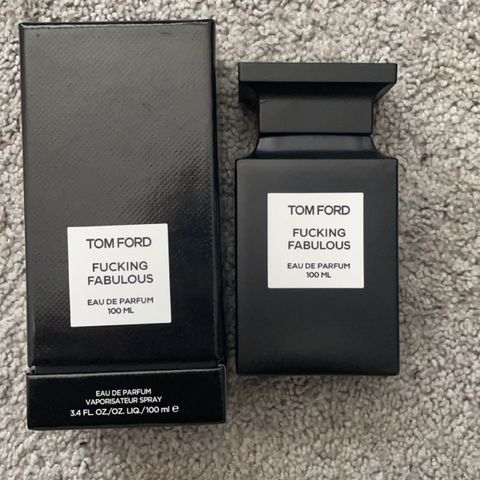 TOM FORD
FUCKING
FABULOUS
EAU DE PARFUM
100 ML
EAU DE PARFUM
VAPORISATEUR SPRAY
3.4 FL. OZ./OZ. LIQ./100 ml ℮
TOM FORD
FUCKING
FABULOUS
EAU DE PARFUM
100 ML